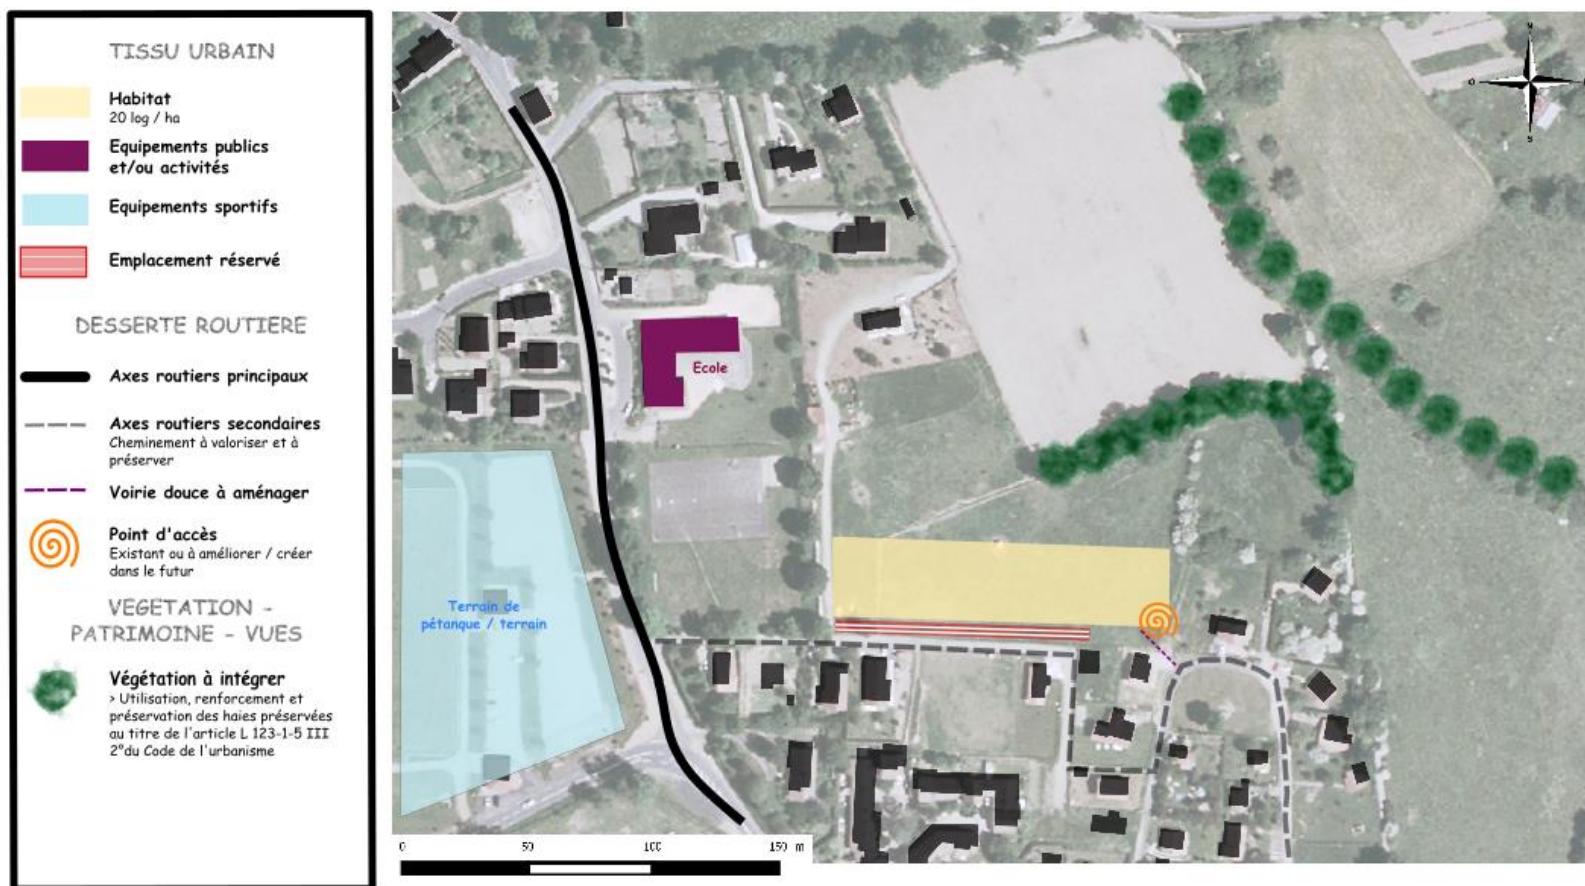 TISSU URBAIN
Habitat
20 log / ha
Equipements publics
et/ou activités
Equipements sportifs
Emplacement réservé
DESSERTE ROUTIERE
Axes routiers principaux
Axes routiers secondaires
Cheminement à valoriser et à
préserver
Voirie douce à aménager
Point d'accès
Existant ou à améliorer / créer
dans le futur
VEGETATION -
PATRIMOINE - VUES
Végétation à intégrer
> Utilisation, renforcement et
préservation des haies préservées
au titre de l'article L 123-1-5 III
2°du Code de l'urbanisme
Ecole
Terrain de
pétanque / terrain
N
O
S
0 50 100 150 m